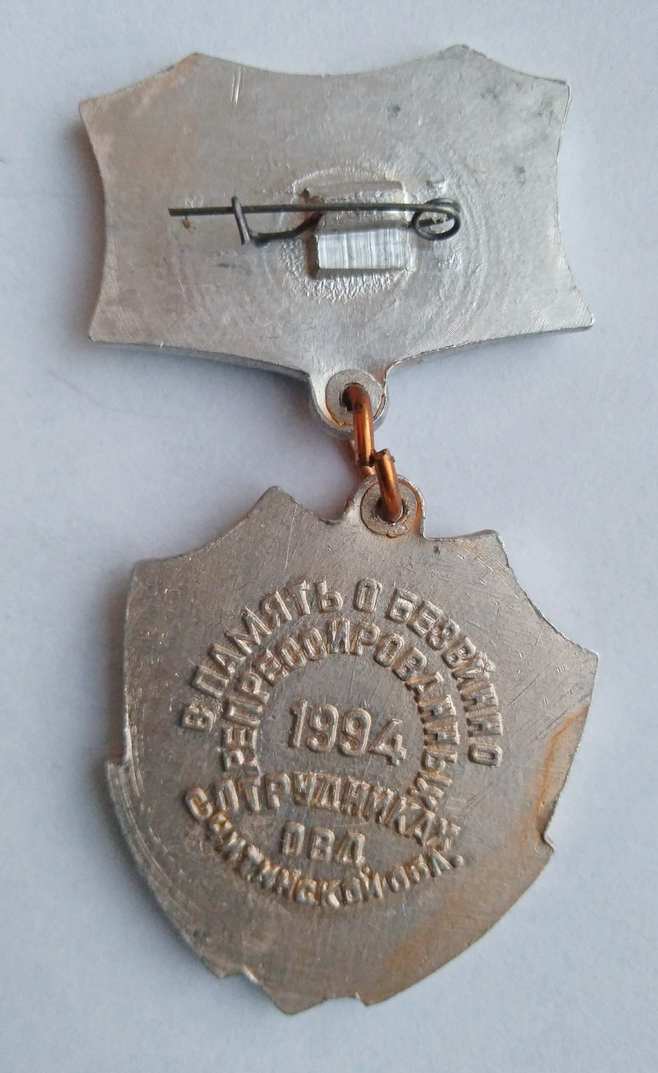 В ПАМЯТЬ О БЕЗВИННО
РЕПРЕССИРОВАННЫХ
1994
СОТРУДНИКАХ
ОВД
ЧИТИНСКОЙ ОБЛ.